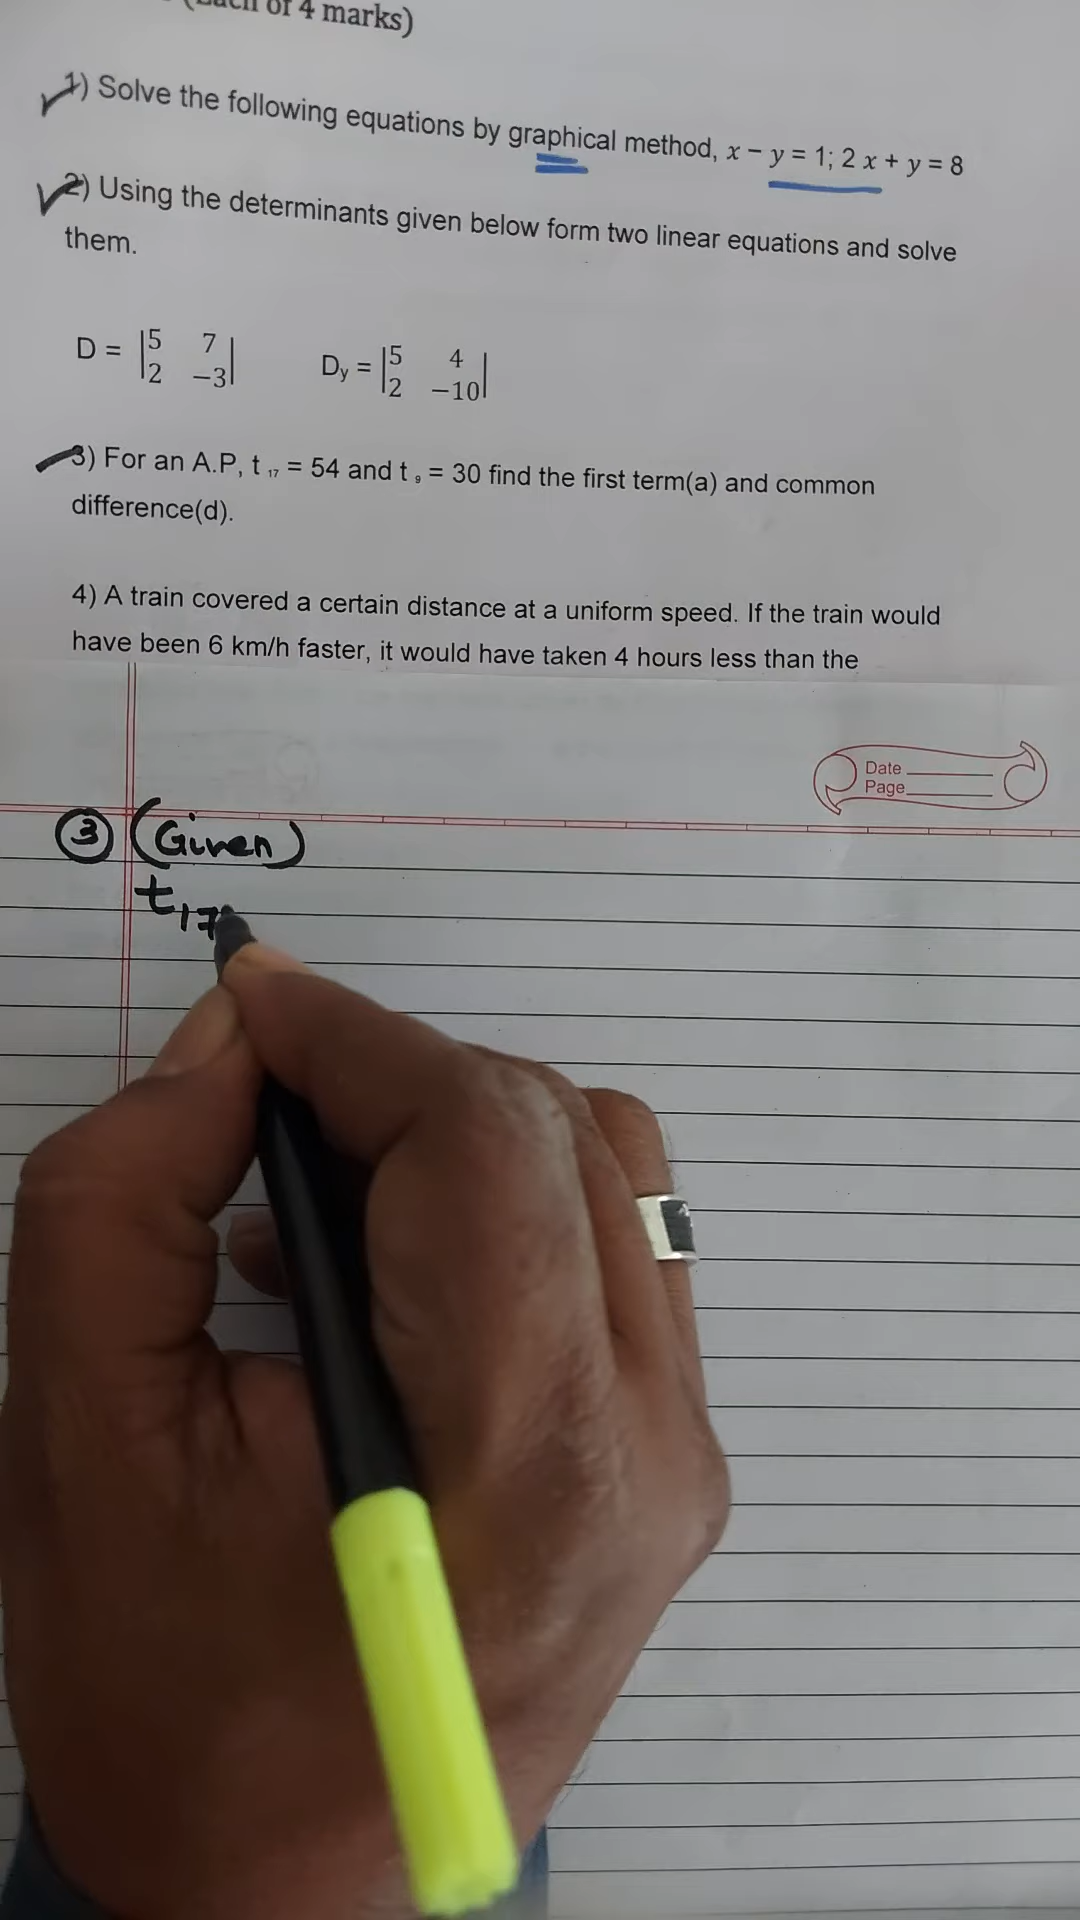 of 4 marks)
1) Solve the following equations by graphical method, x − y = 1; 2 x + y = 8
2) Using the determinants given below form two linear equations and solve
them.
D = |5 7| Dy = |5 4|
|2 −3| |2 −10|
3) For an A.P, t 17 = 54 and t 9 = 30 find the first term(a) and common
difference(d).
4) A train covered a certain distance at a uniform speed. If the train would
have been 6 km/h faster, it would have taken 4 hours less than the
Date
Page
3 (Given)
t17